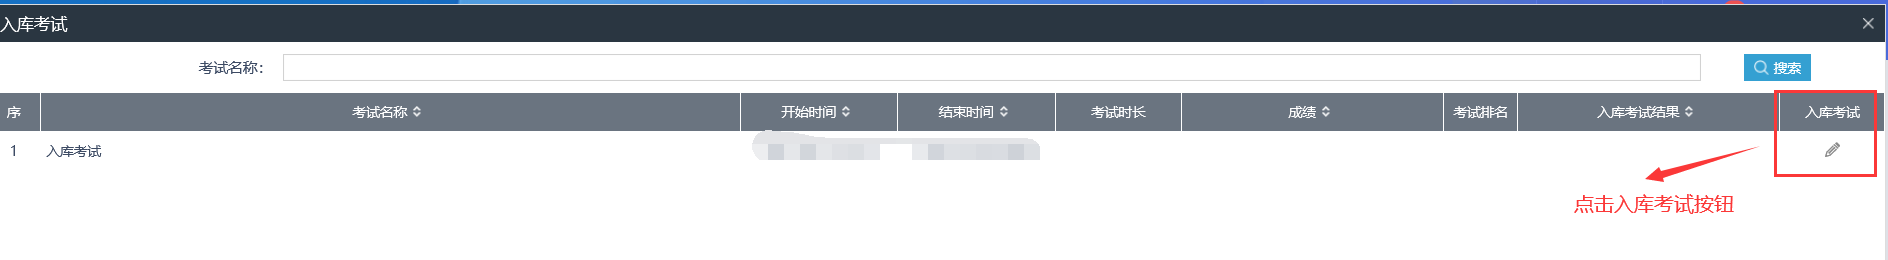 入库考试
考试名称：
搜索
序 考试名称 开始时间 结束时间 考试时长 成绩 考试排名 入库考试结果 入库考试
1 入库考试
点击入库考试按钮